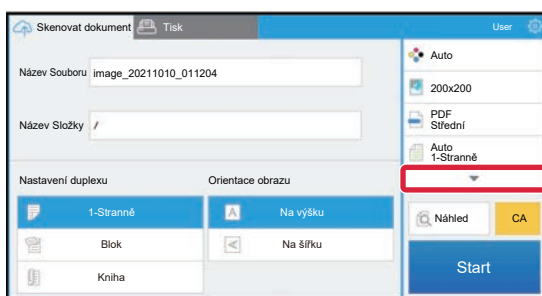 Skenovat dokument
Tisk
User
Název Souboru
image_20211010_011204
Název Složky
/
Auto
200x200
PDF
Střední
Auto
1-Stranně
Nastavení duplexu
Orientace obrazu
1-Stranně
A
Na výšku
Blok
A
Na šířku
Kniha
Náhled
CA
Start